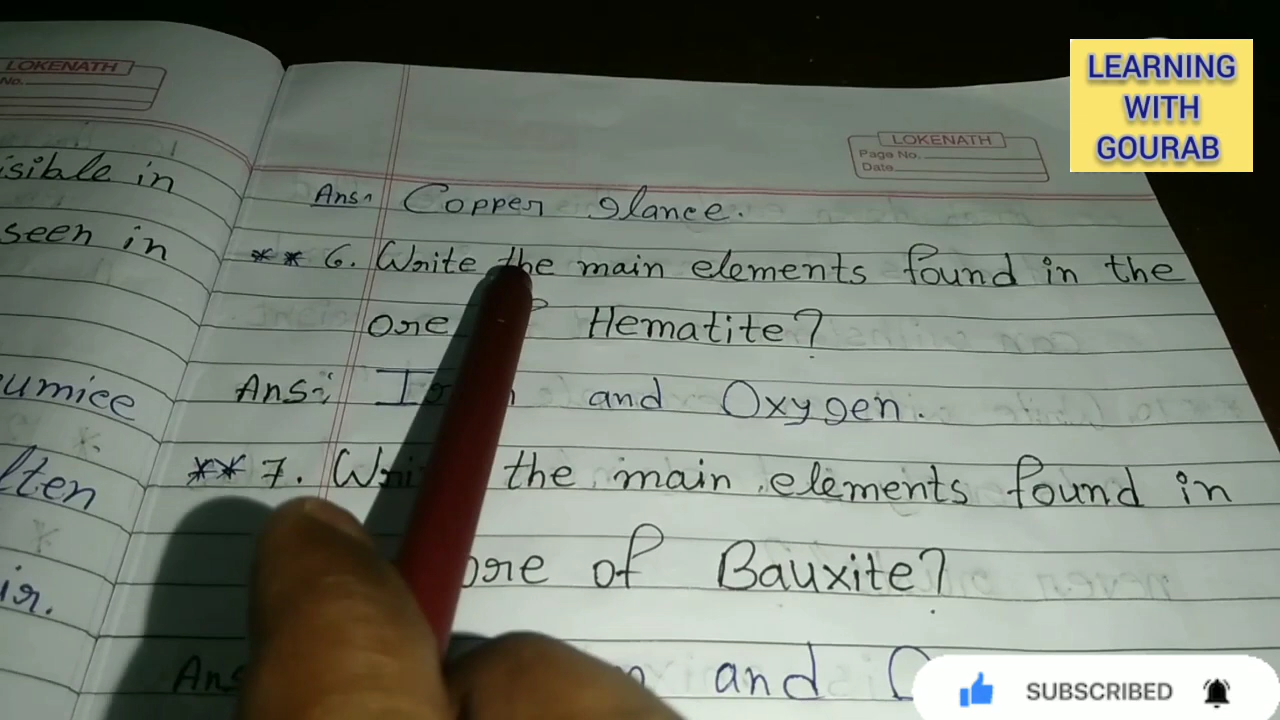 LOKENATH
No.
isible in
seen in
umice
lten
ir.
LOKENATH
Page No.
Date
Ans: Copper glance.
** 6. Write the main elements found in the
ore Hematite?
Ans: and Oxygen.
** 7. the main elements found in
ore of Bauxite?
and
LEARNING
WITH
GOURAB
SUBSCRIBED